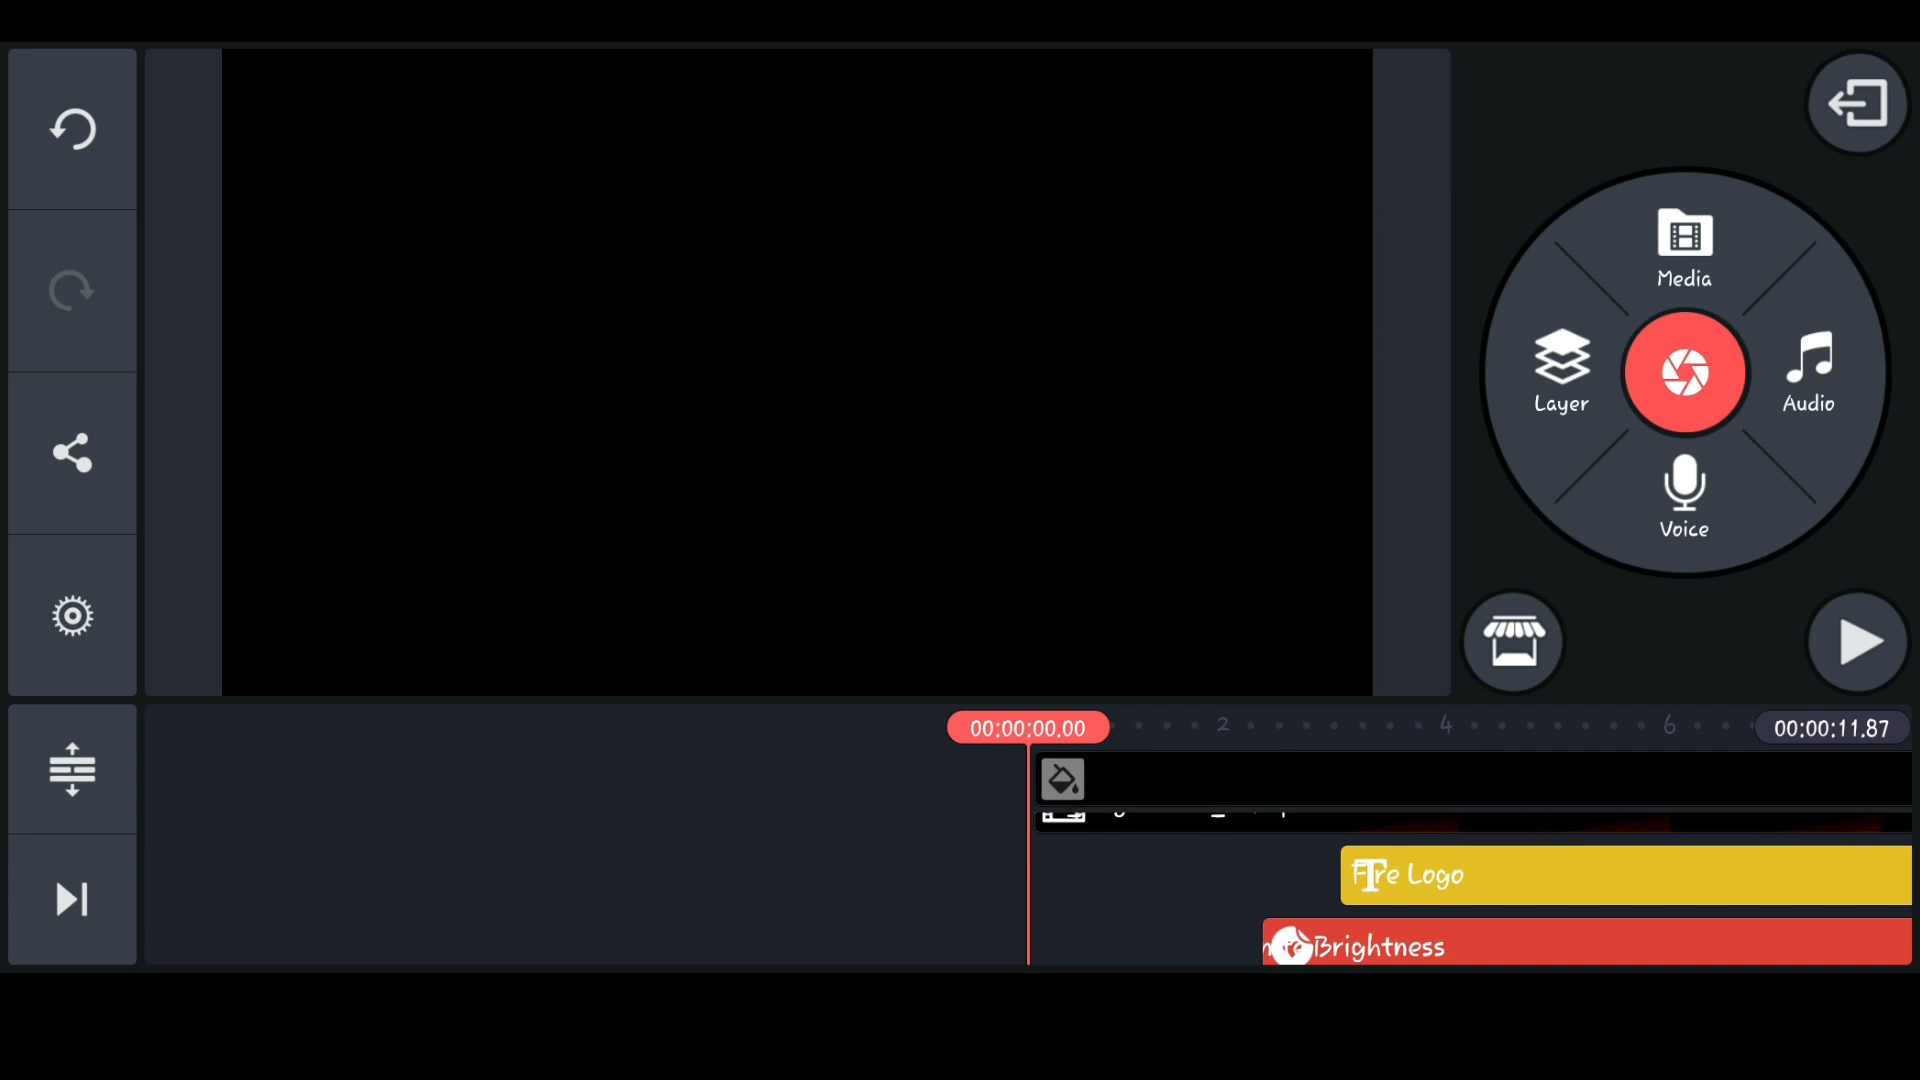 Media
Layer
Audio
Voice
00:00:00.00
2
4
6
00:00:11.87
Fire Logo
Brightness